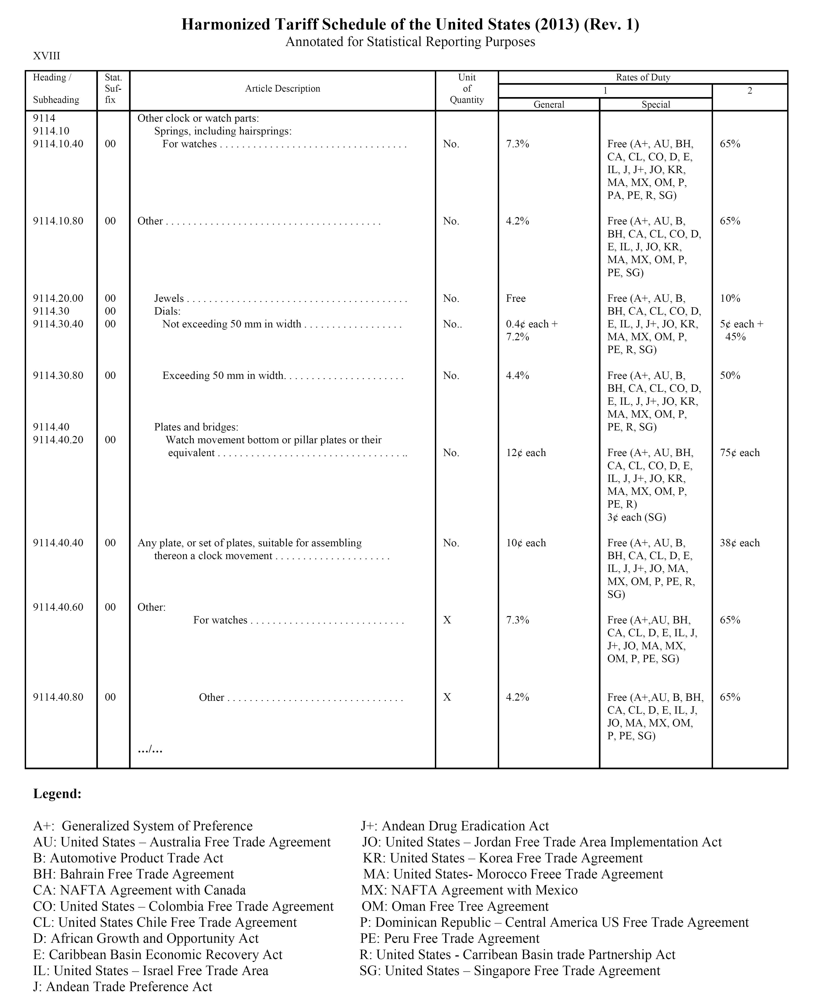 Harmonized Tariff Schedule of the United States (2013) (Rev. 1)
Annotated for Statistical Reporting Purposes
XVIII
Heading / Stat. Unit Rates of Duty
Suf- Article Description of 1 2
Subheading fix Quantity
General Special
9114 Other clock or watch parts:
9114.10 Springs, including hairsprings:
9114.10.40 00 For watches . . . . . . . . . . . . . . . . . . . . . . . . . . . . . . . . . . No. 7.3% Free (A+, AU, BH, 65%
CA, CL, CO, D, E,
IL, J, J+, JO, KR,
MA, MX, OM, P,
PA, PE, R, SG)
9114.10.80 00 Other . . . . . . . . . . . . . . . . . . . . . . . . . . . . . . . . . . . . . . . No. 4.2% Free (A+, AU, B, 65%
BH, CA, CL, CO, D,
E, IL, J, JO, KR,
MA, MX, OM, P,
PE, SG)
9114.20.00 00 Jewels . . . . . . . . . . . . . . . . . . . . . . . . . . . . . . . . . . . . . . . . No. Free Free (A+, AU, B, 10%
9114.30 00 Dials: BH, CA, CL, CO, D,
9114.30.40 00 Not exceeding 50 mm in width . . . . . . . . . . . . . . . . . . No.. 0.4¢ each + E, IL, J, J+, JO, KR, 5¢ each +
7.2% MA, MX, OM, P, 45%
PE, R, SG)
9114.30.80 00 Exceeding 50 mm in width. . . . . . . . . . . . . . . . . . . . . . No. 4.4% Free (A+, AU, B, 50%
BH, CA, CL, CO, D,
E, IL, J, J+, JO, KR,
MA, MX, OM, P,
9114.40 Plates and bridges: PE, R, SG)
9114.40.20 00 Watch movement bottom or pillar plates or their
equivalent . . . . . . . . . . . . . . . . . . . . . . . . . . . . . . . . . .. No. 12¢ each Free (A+, AU, BH, 75¢ each
CA, CL, CO, D, E,
IL, J, J+, JO, KR,
MA, MX, OM, P,
PE, R)
3¢ each (SG)
9114.40.40 00 Any plate, or set of plates, suitable for assembling No. 10¢ each Free (A+, AU, B, 38¢ each
thereon a clock movement . . . . . . . . . . . . . . . . . . . . . BH, CA, CL, D, E,
IL, J, J+, JO, MA,
MX, OM, P, PE, R,
SG)
9114.40.60 00 Other:
For watches . . . . . . . . . . . . . . . . . . . . . . . . . . . . X 7.3% Free (A+,AU, BH, 65%
CA, CL, D, E, IL, J,
J+, JO, MA, MX,
OM, P, PE, SG)
9114.40.80 00 Other . . . . . . . . . . . . . . . . . . . . . . . . . . . . . . . . X 4.2% Free (A+,AU, B, BH, 65%
CA, CL, D, E, IL, J,
JO, MA, MX, OM,
P, PE, SG)
.../...
Legend:
A+: Generalized System of Preference
AU: United States – Australia Free Trade Agreement
B: Automotive Product Trade Act
BH: Bahrain Free Trade Agreement
CA: NAFTA Agreement with Canada
CO: United States – Colombia Free Trade Agreement
CL: United States Chile Free Trade Agreement
D: African Growth and Opportunity Act
E: Caribbean Basin Economic Recovery Act
IL: United States – Israel Free Trade Area
J: Andean Trade Preference Act
J+: Andean Drug Eradication Act
JO: United States – Jordan Free Trade Area Implementation Act
KR: United States – Korea Free Trade Agreement
MA: United States- Morocco Freee Trade Agreement
MX: NAFTA Agreement with Mexico
OM: Oman Free Tree Agreement
P: Dominican Republic – Central America US Free Trade Agreement
PE: Peru Free Trade Agreement
R: United States - Carribean Basin trade Partnership Act
SG: United States – Singapore Free Trade Agreement